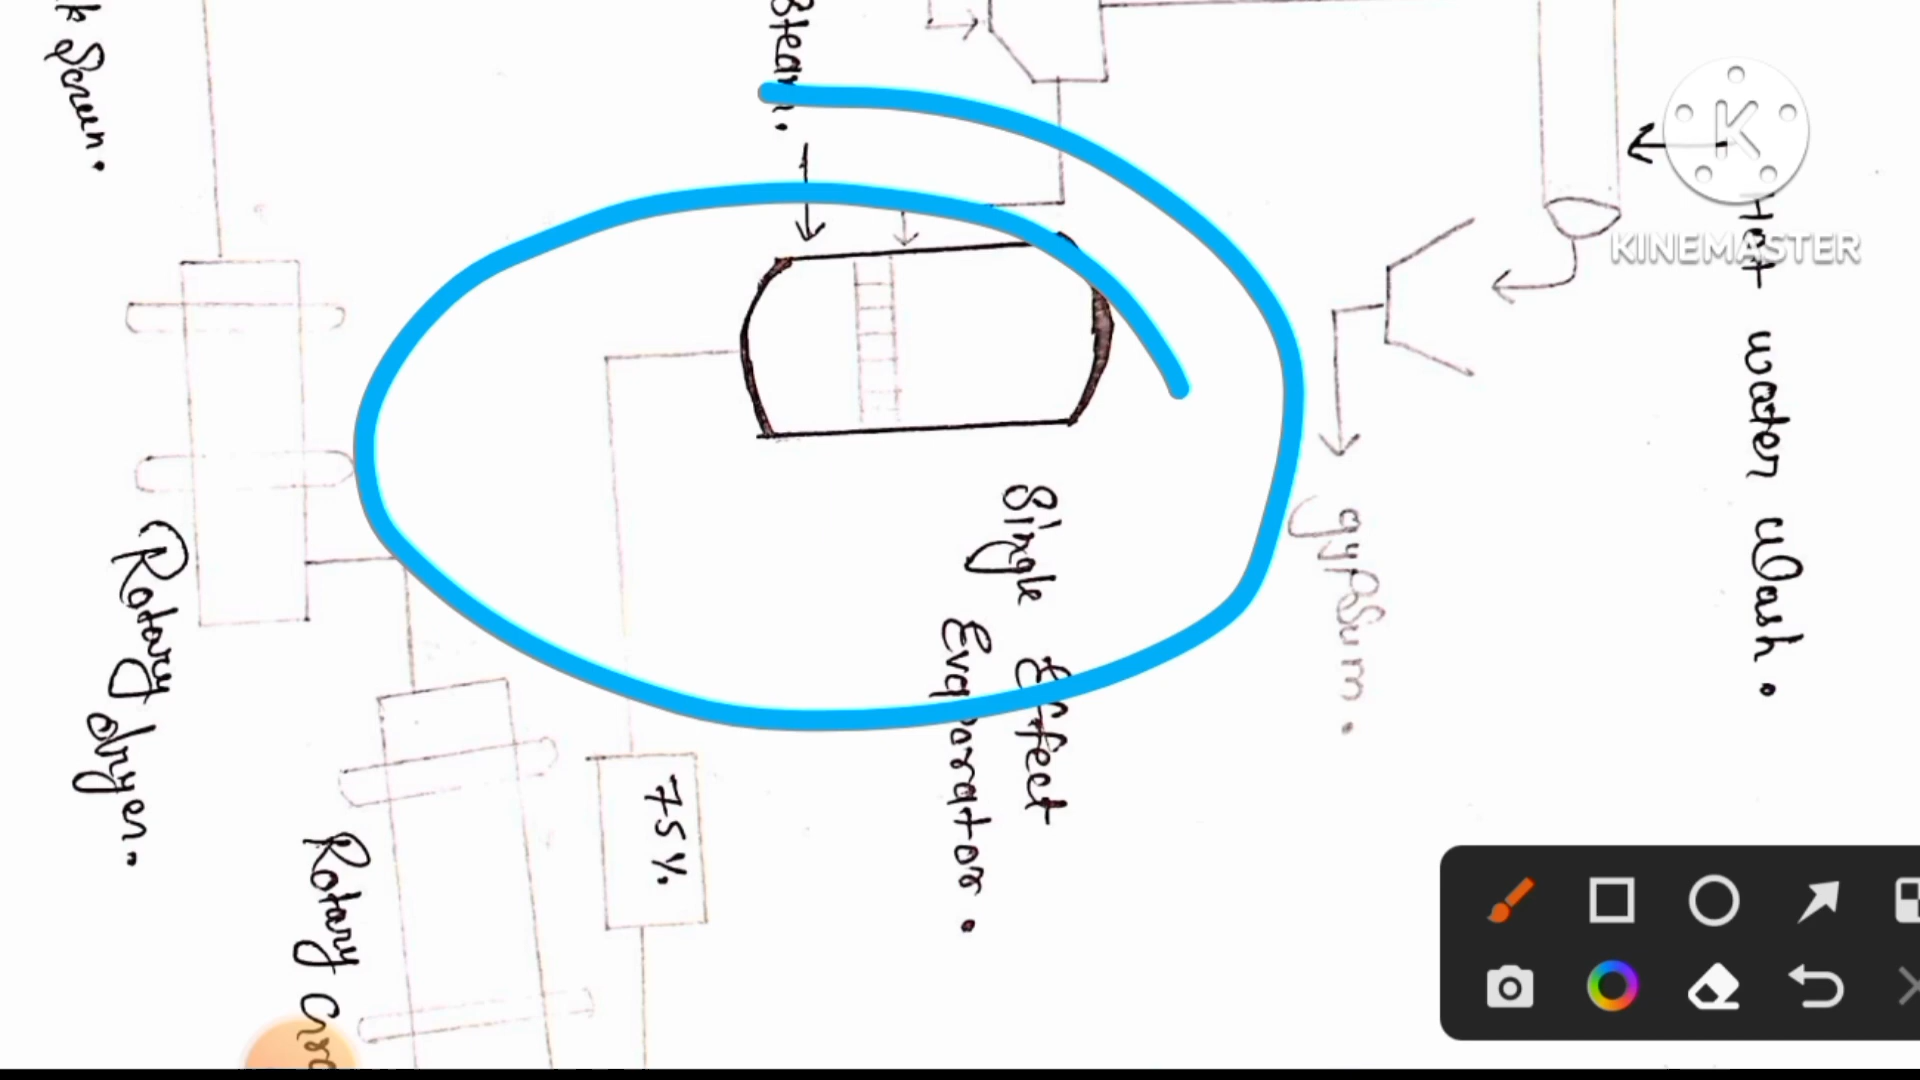 Screen.
Steam.
Hot water Wash.
KINEMASTER
gypsum.
Single Effect
Evaporator.
75%.
Rotary dryer.
Rotary